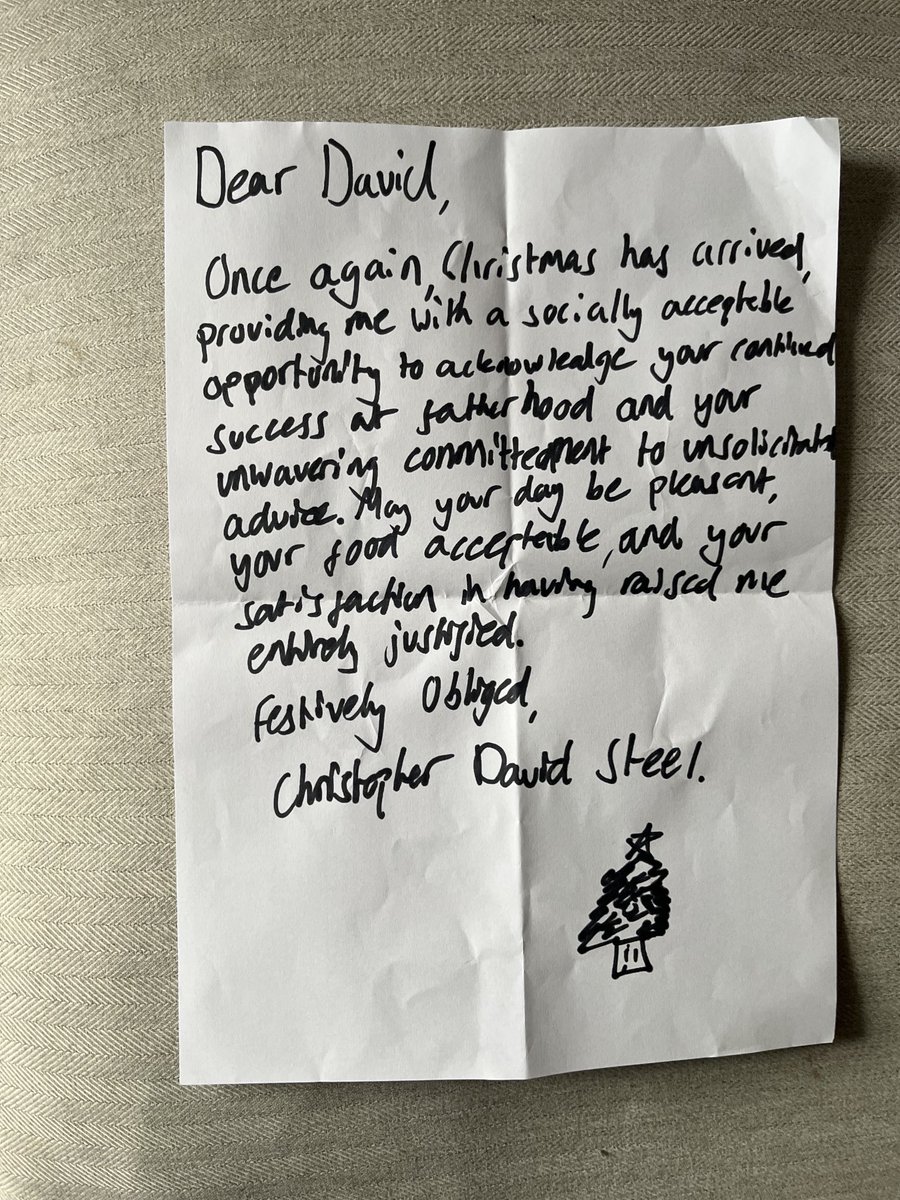 Dear David,
Once again, Christmas has arrived,
providing me with a socially acceptable
opportunity to acknowledge your continued
success at fatherhood and your
unwavering committement to unsolicitated
advice. May your day be pleasant,
your food acceptable, and your
satisfaction in having raised me
entirely justified.
Festively Obliged,
Christopher David Steel.